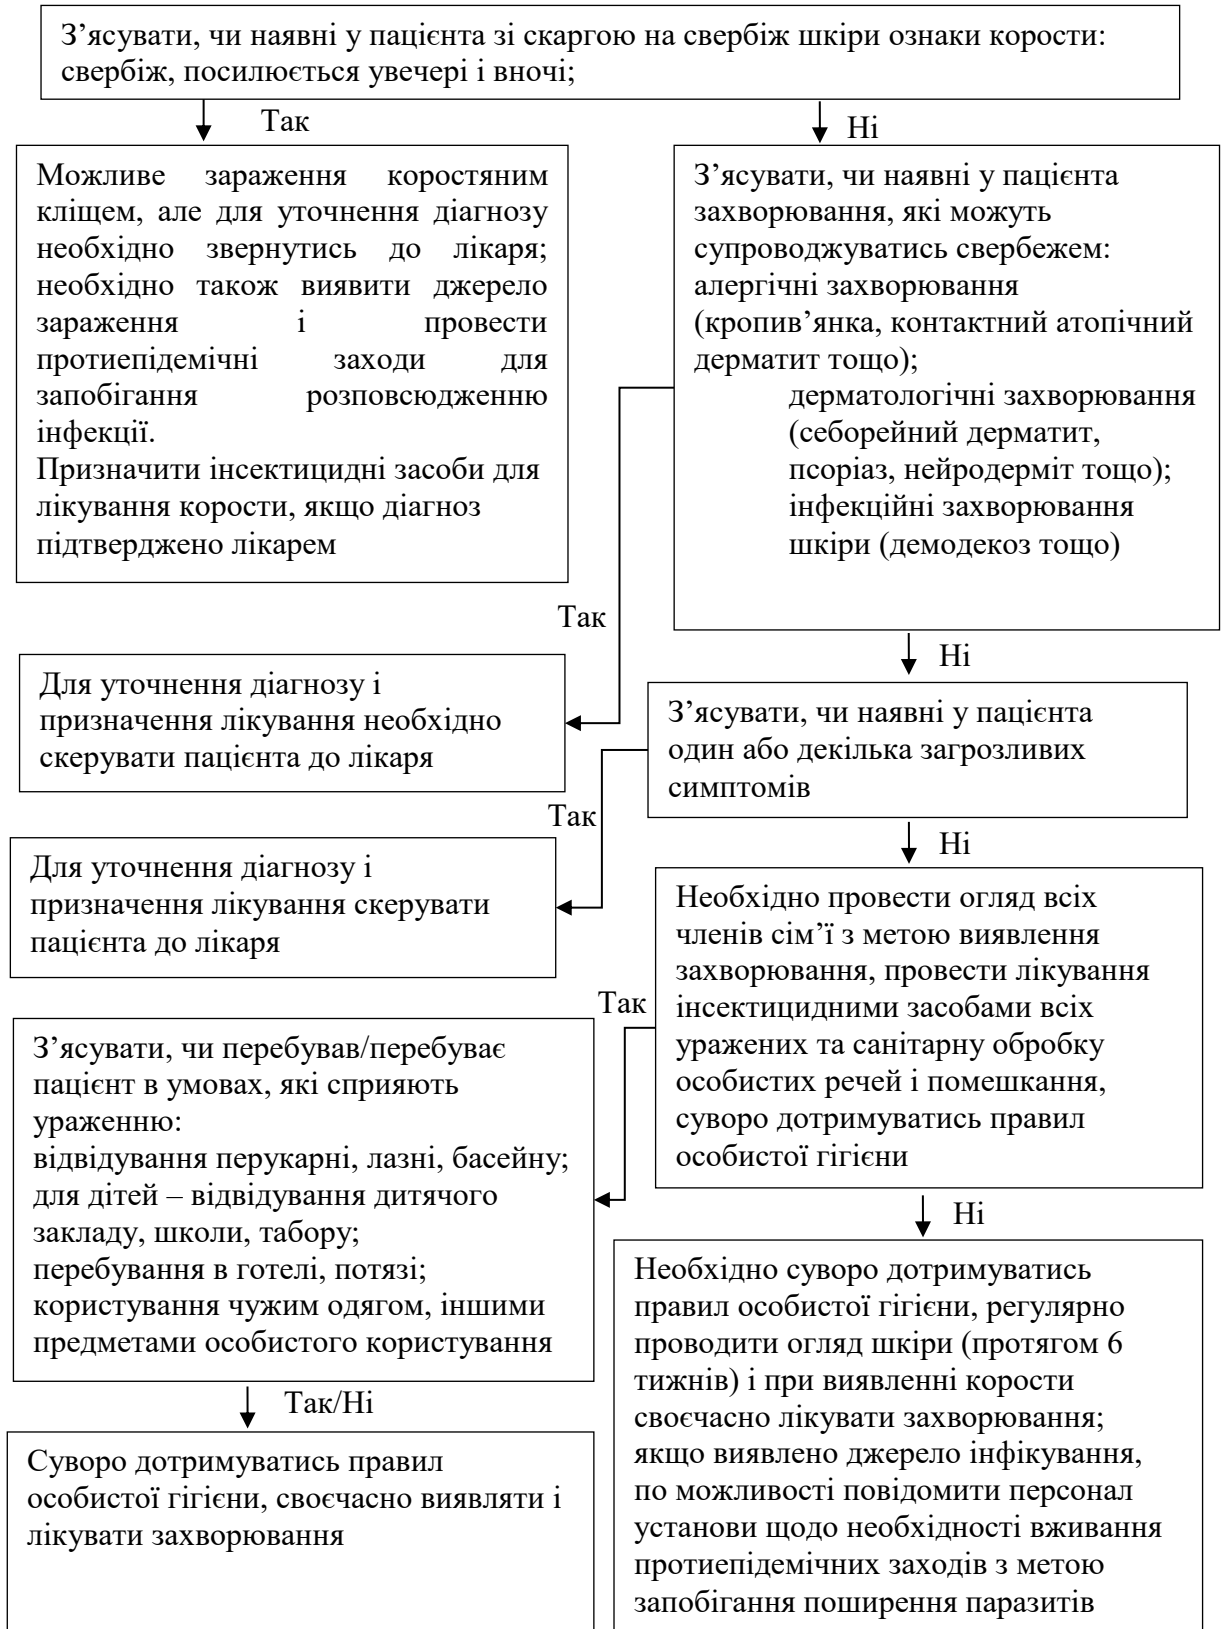 З’ясувати, чи наявні у пацієнта зі скаргою на свербіж шкіри ознаки корости:
свербіж, посилюється увечері і вночі;
Так
Ні
Можливе зараження коростяним
кліщем, але для уточнення діагнозу
необхідно звернутись до лікаря;
необхідно також виявити джерело
зараження і провести
протиепідемічні заходи для
запобігання розповсюдженню
інфекції.
Призначити інсектицидні засоби для
лікування корости, якщо діагноз
підтверджено лікарем
З’ясувати, чи наявні у пацієнта
захворювання, які можуть
супроводжуватись свербежем:
алергічні захворювання
(кропив’янка, контактний атопічний
дерматит тощо);
дерматологічні захворювання
(себорейний дерматит,
псоріаз, нейродерміт тощо);
інфекційні захворювання
шкіри (демодекоз тощо)
Так
Ні
Для уточнення діагнозу і
призначення лікування необхідно
скерувати пацієнта до лікаря
З’ясувати, чи наявні у пацієнта
один або декілька загрозливих
симптомів
Так
Ні
Для уточнення діагнозу і
призначення лікування скерувати
пацієнта до лікаря
Необхідно провести огляд всіх
членів сім’ї з метою виявлення
захворювання, провести лікування
інсектицидними засобами всіх
уражених та санітарну обробку
особистих речей і помешкання,
суворо дотримуватись правил
особистої гігієни
Так
Ні
З’ясувати, чи перебував/перебуває
пацієнт в умовах, які сприяють
ураженню:
відвідування перукарні, лазні, басейну;
для дітей – відвідування дитячого
закладу, школи, табору;
перебування в готелі, потязі;
користування чужим одягом, іншими
предметами особистого користування
Так/Ні
Необхідно суворо дотримуватись
правил особистої гігієни, регулярно
проводити огляд шкіри (протягом 6
тижнів) і при виявленні корости
своєчасно лікувати захворювання;
якщо виявлено джерело інфікування,
по можливості повідомити персонал
установи щодо необхідності вживання
протиепідемічних заходів з метою
запобігання поширення паразитів
Суворо дотримуватись правил
особистої гігієни, своєчасно виявляти і
лікувати захворювання